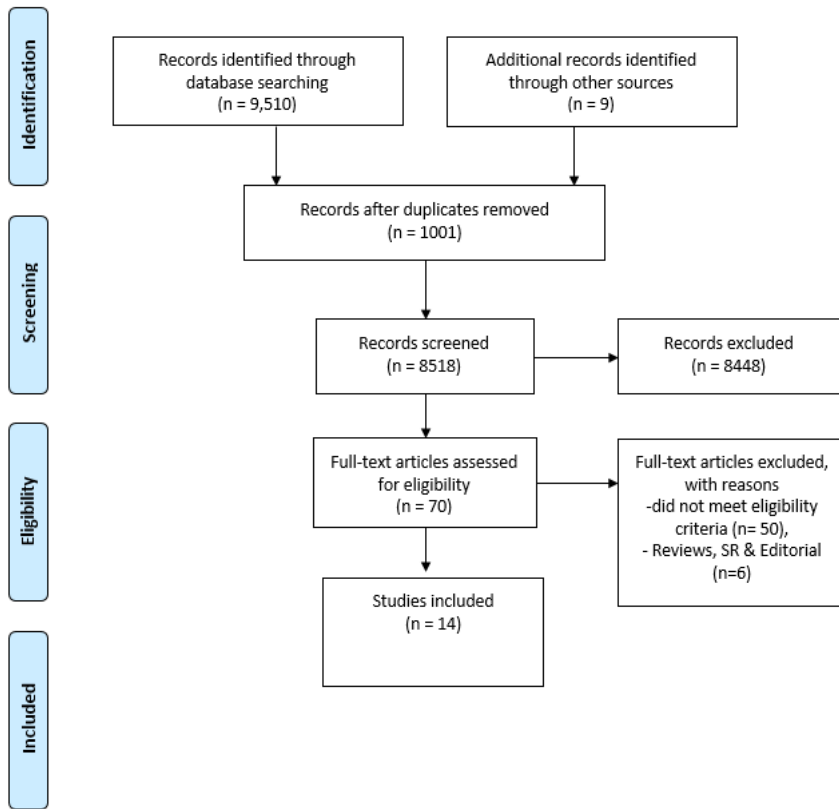 Identification
Records identified through
database searching
(n = 9,510)
Additional records identified
through other sources
(n = 9)
Records after duplicates removed
(n = 1001)
Screening
Records screened
(n = 8518)
Records excluded
(n = 8448)
Eligibility
Full-text articles assessed
for eligibility
(n = 70)
Full-text articles excluded,
with reasons
-did not meet eligibility
criteria (n= 50),
- Reviews, SR & Editorial
(n=6)
Studies included
(n = 14)
Included